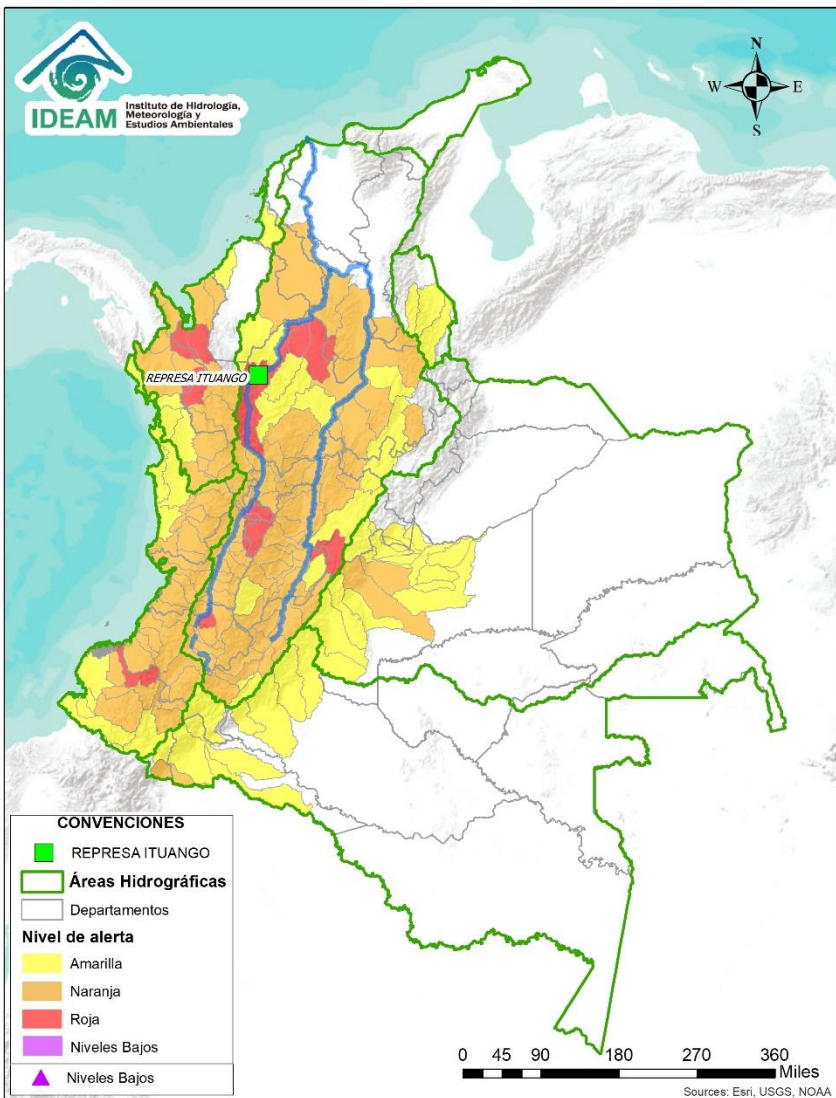 IDEAM
Instituto de Hidrología,
Meteorología y
Estudios Ambientales
N
W
E
S
REPRESA ITUANGO
CONVENCIONES
REPRESA ITUANGO
Áreas Hidrográficas
Departamentos
Nivel de alerta
Amarilla
Naranja
Roja
Niveles Bajos
Niveles Bajos
0 45 90 180 270 360
Miles
Sources: Esri, USGS, NOAA